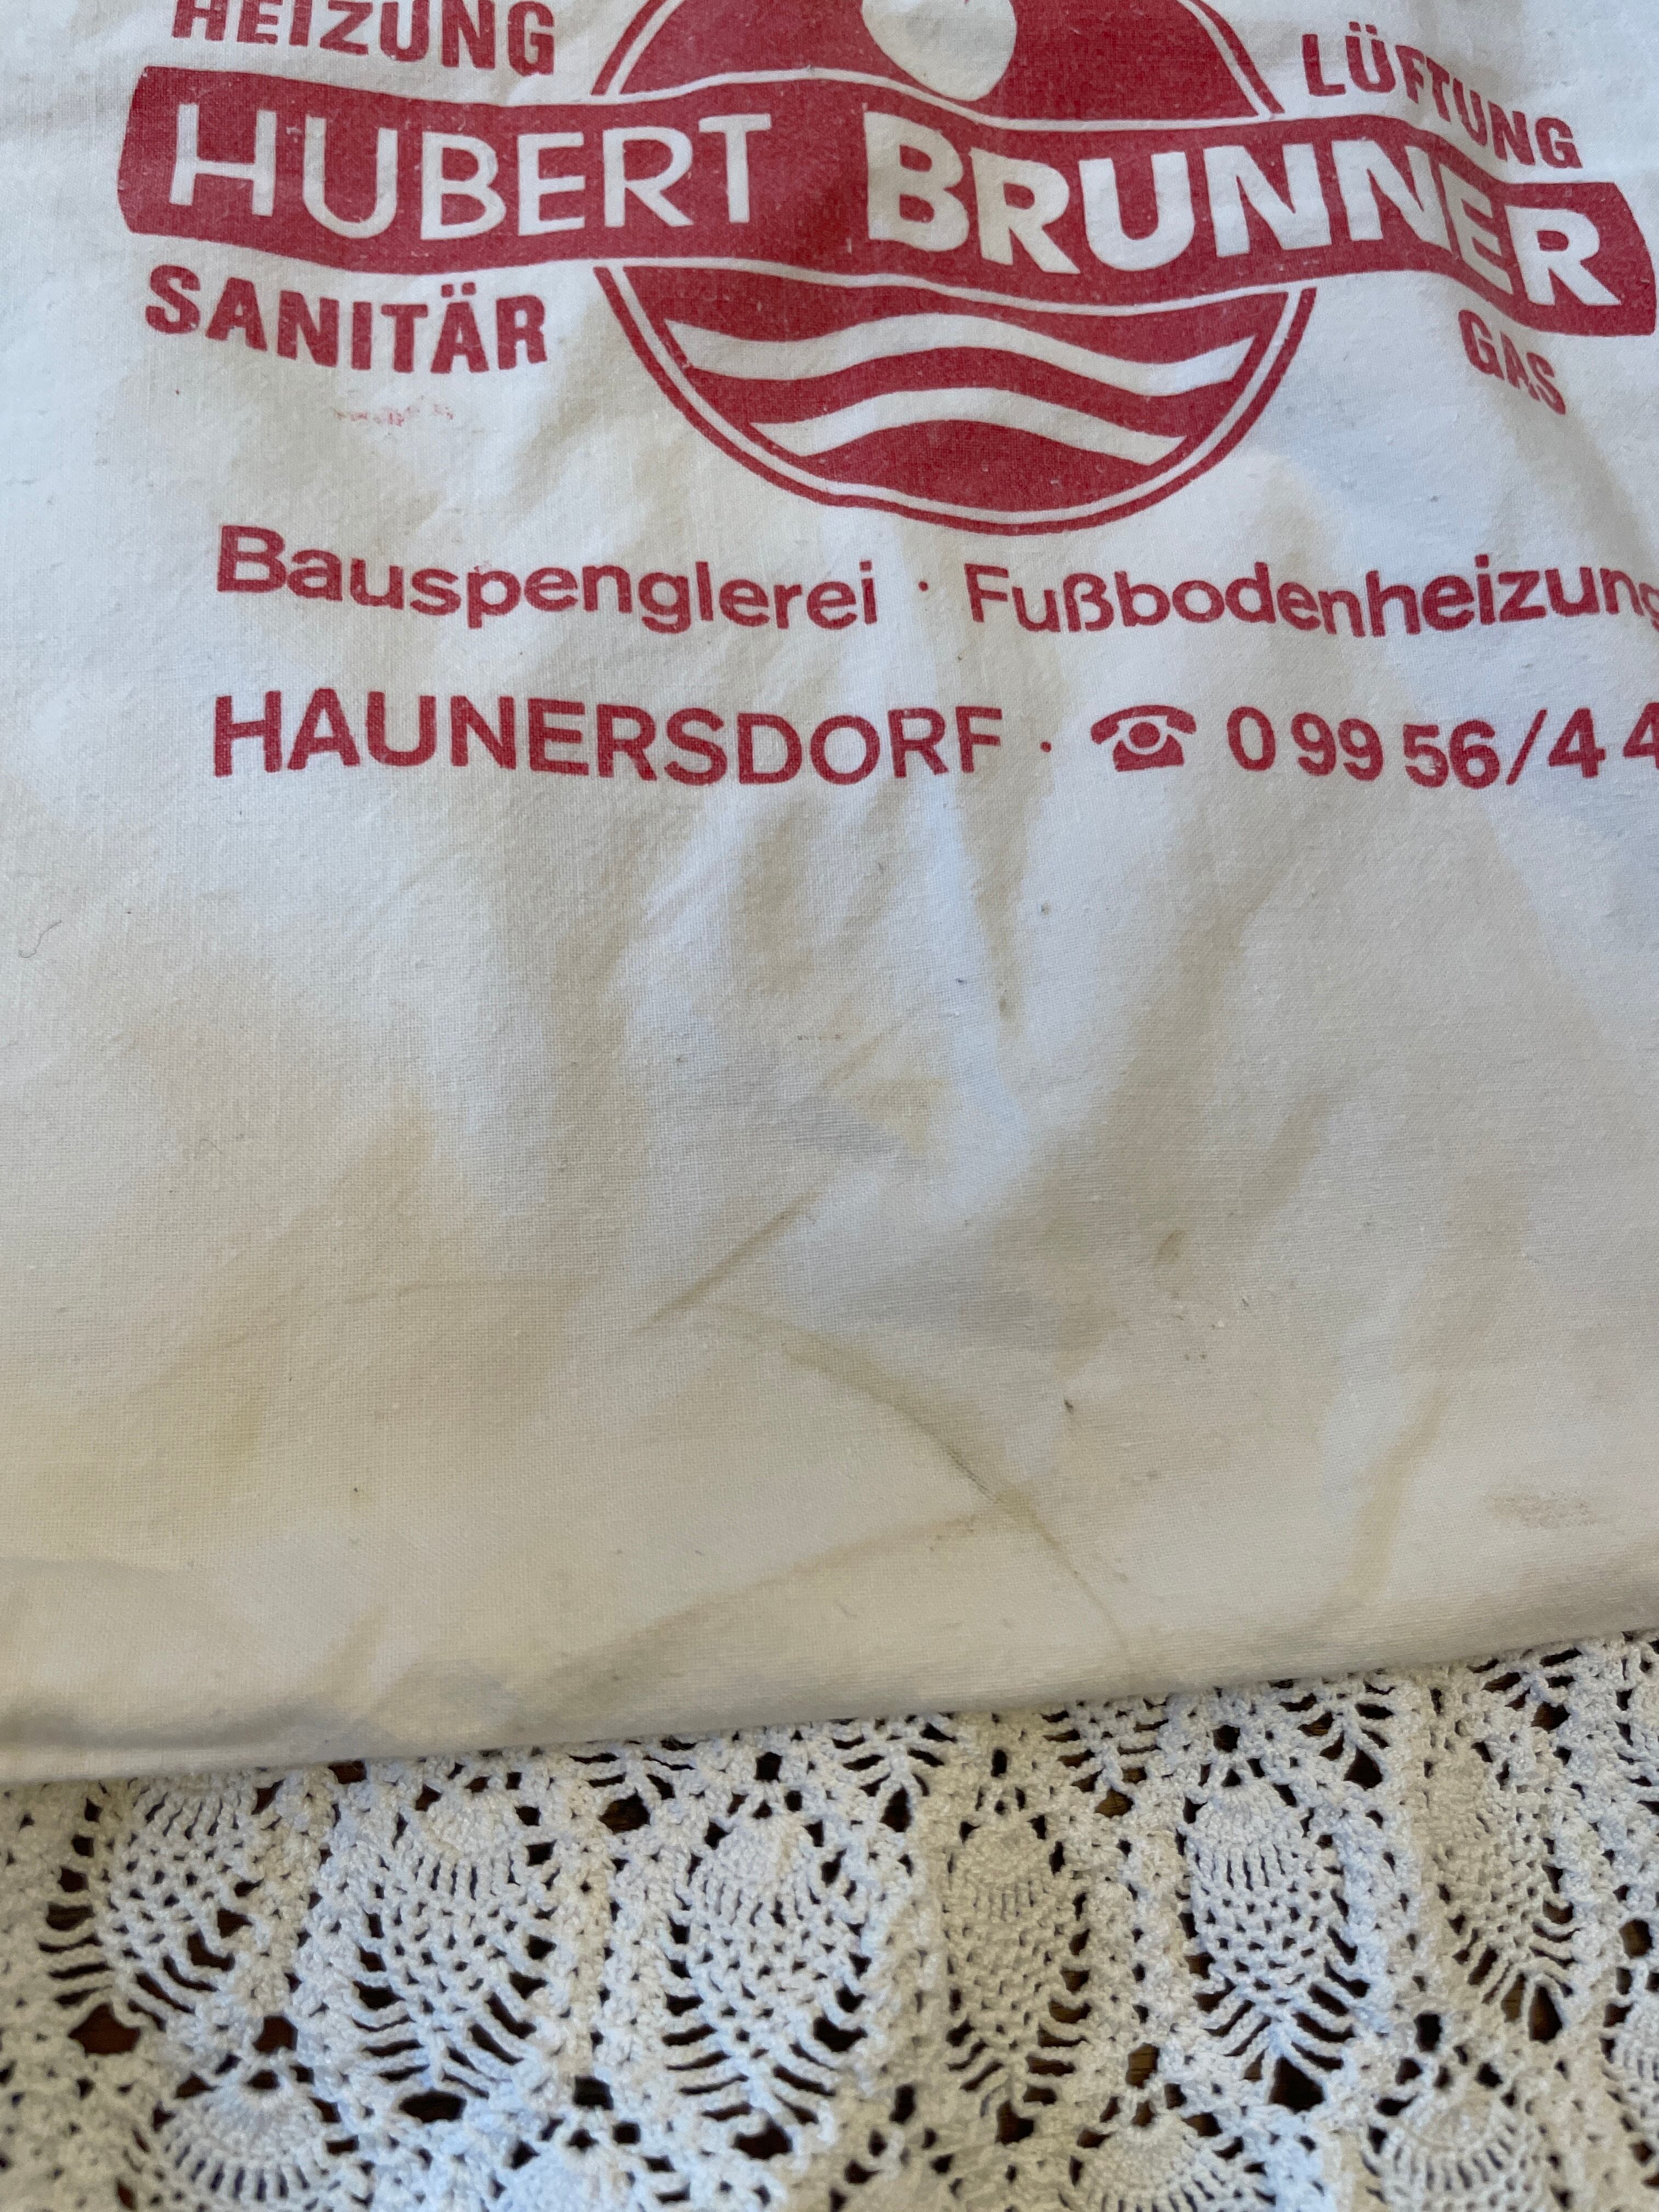 HEIZUNG
LÜFTUNG
HUBERT BRUNNER
SANITÄR
GAS
Bauspenglerei · Fußbodenheizung
HAUNERSDORF · ☎ 0 99 56/4 4